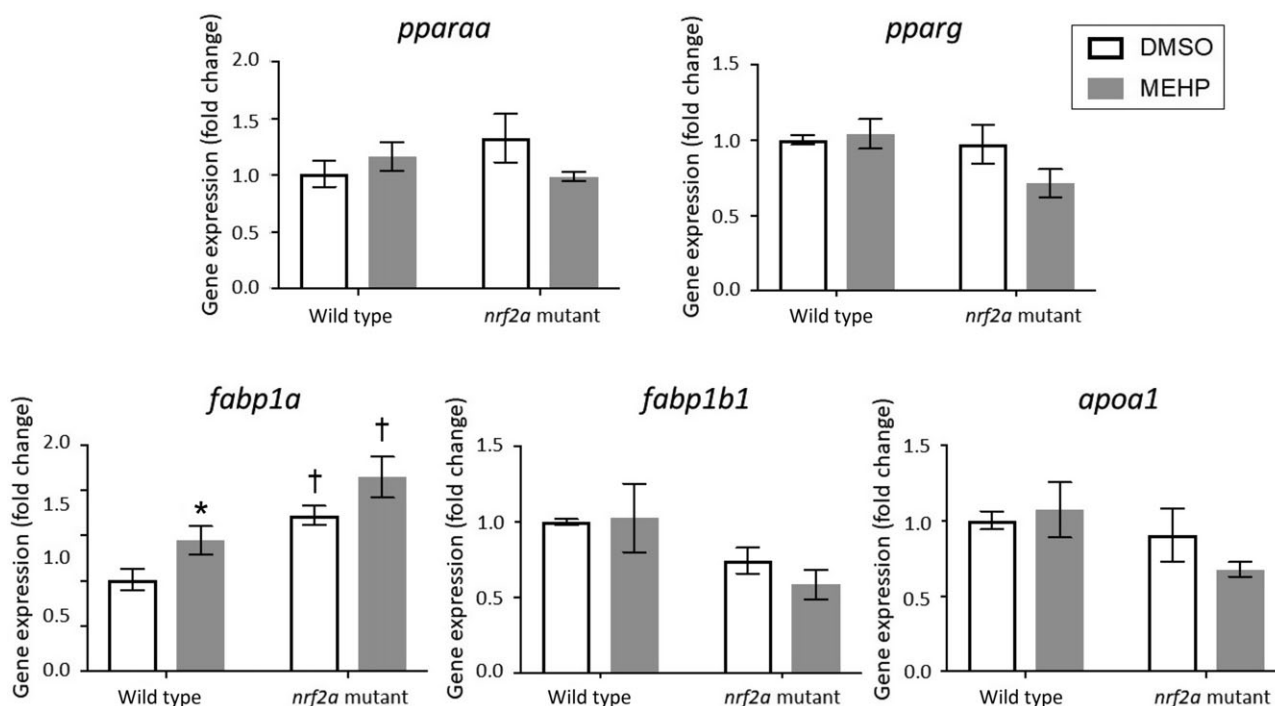 pparaa
Gene expression (fold change)
2.0
1.5
1.0
0.5
0.0
Wild type
nrf2a mutant
pparg
Gene expression (fold change)
1.5
1.0
0.5
0.0
Wild type
nrf2a mutant
DMSO
MEHP
fabp1a
Gene expression (fold change)
2.0
1.5
1.0
0.5
0.0
*
†
†
Wild type
nrf2a mutant
fabp1b1
Gene expression (fold change)
1.5
1.0
0.5
0.0
Wild type
nrf2a mutant
apoa1
Gene expression (fold change)
1.5
1.0
0.5
0.0
Wild type
nrf2a mutant